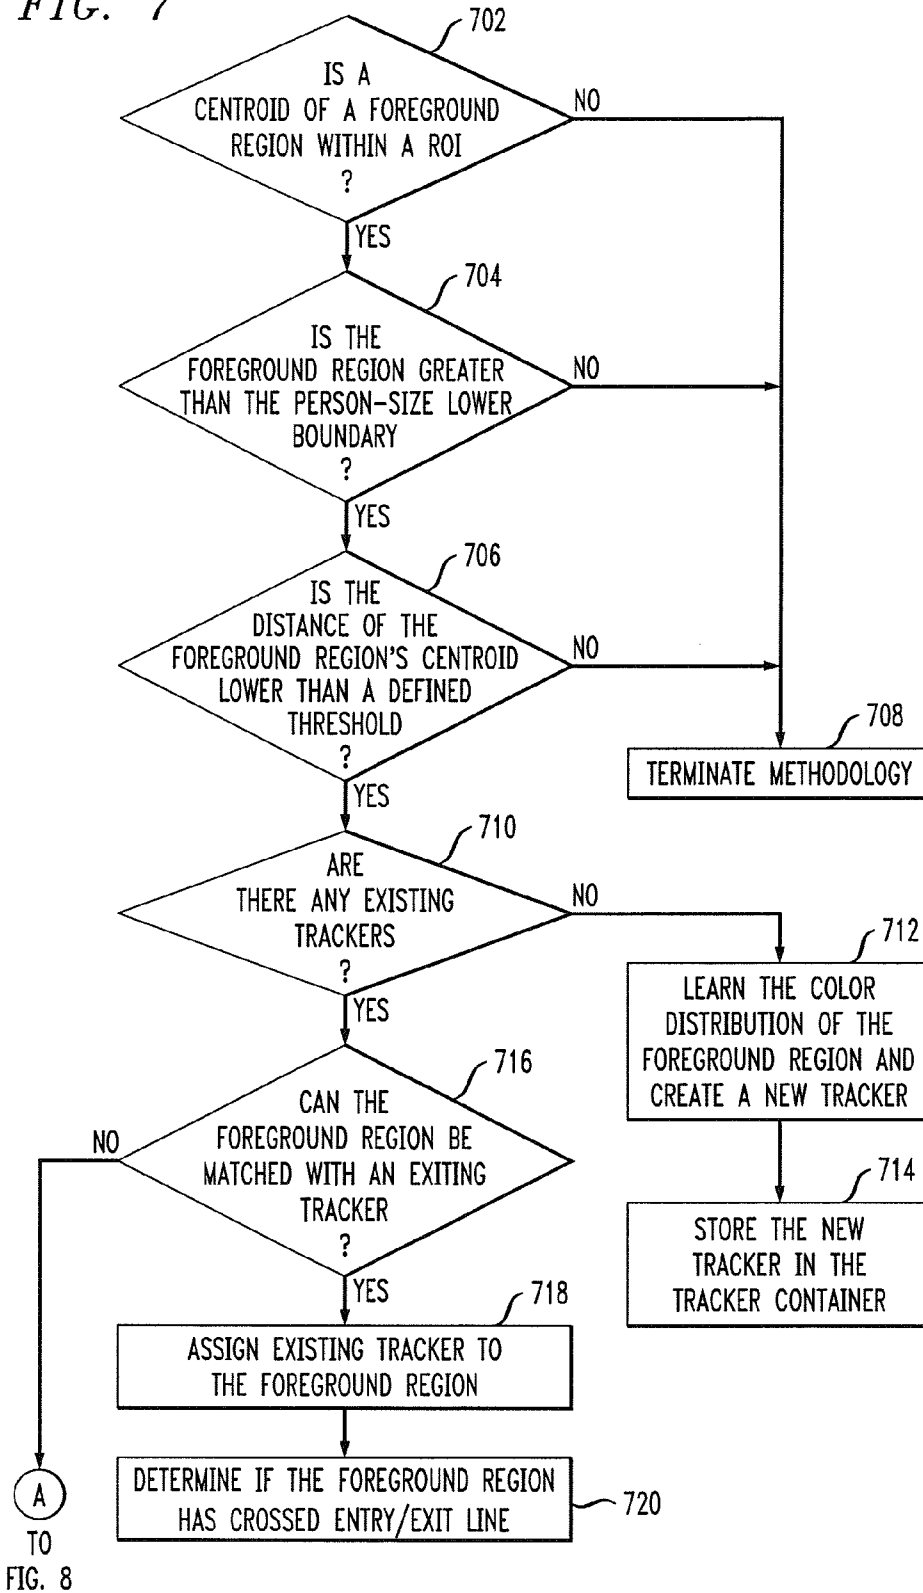 FIG. 7
702
IS A
CENTROID OF A FOREGROUND
REGION WITHIN A ROI
?
NO
YES
704
IS THE
FOREGROUND REGION GREATER
THAN THE PERSON-SIZE LOWER
BOUNDARY
?
NO
YES
706
IS THE
DISTANCE OF THE
FOREGROUND REGION'S CENTROID
LOWER THAN A DEFINED
THRESHOLD
?
NO
YES
708
TERMINATE METHODOLOGY
710
ARE
THERE ANY EXISTING
TRACKERS
?
NO
YES
712
LEARN THE COLOR
DISTRIBUTION OF THE
FOREGROUND REGION AND
CREATE A NEW TRACKER
714
STORE THE NEW
TRACKER IN THE
TRACKER CONTAINER
716
CAN THE
FOREGROUND REGION BE
MATCHED WITH AN EXITING
TRACKER
?
NO
YES
718
ASSIGN EXISTING TRACKER TO
THE FOREGROUND REGION
DETERMINE IF THE FOREGROUND REGION
HAS CROSSED ENTRY/EXIT LINE
720
A
TO
FIG. 8